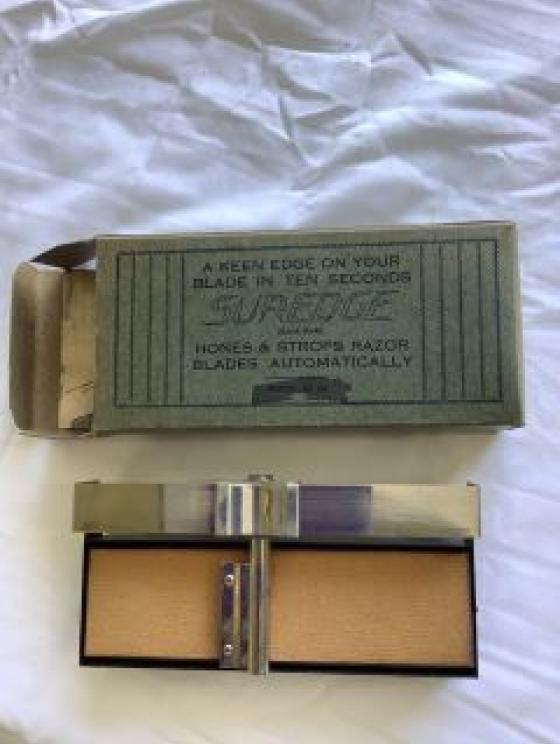 A KEEN EDGE ON YOUR
BLADE IN TEN SECONDS
SUREDGE
HONES & STROPS RAZOR
BLADES AUTOMATICALLY